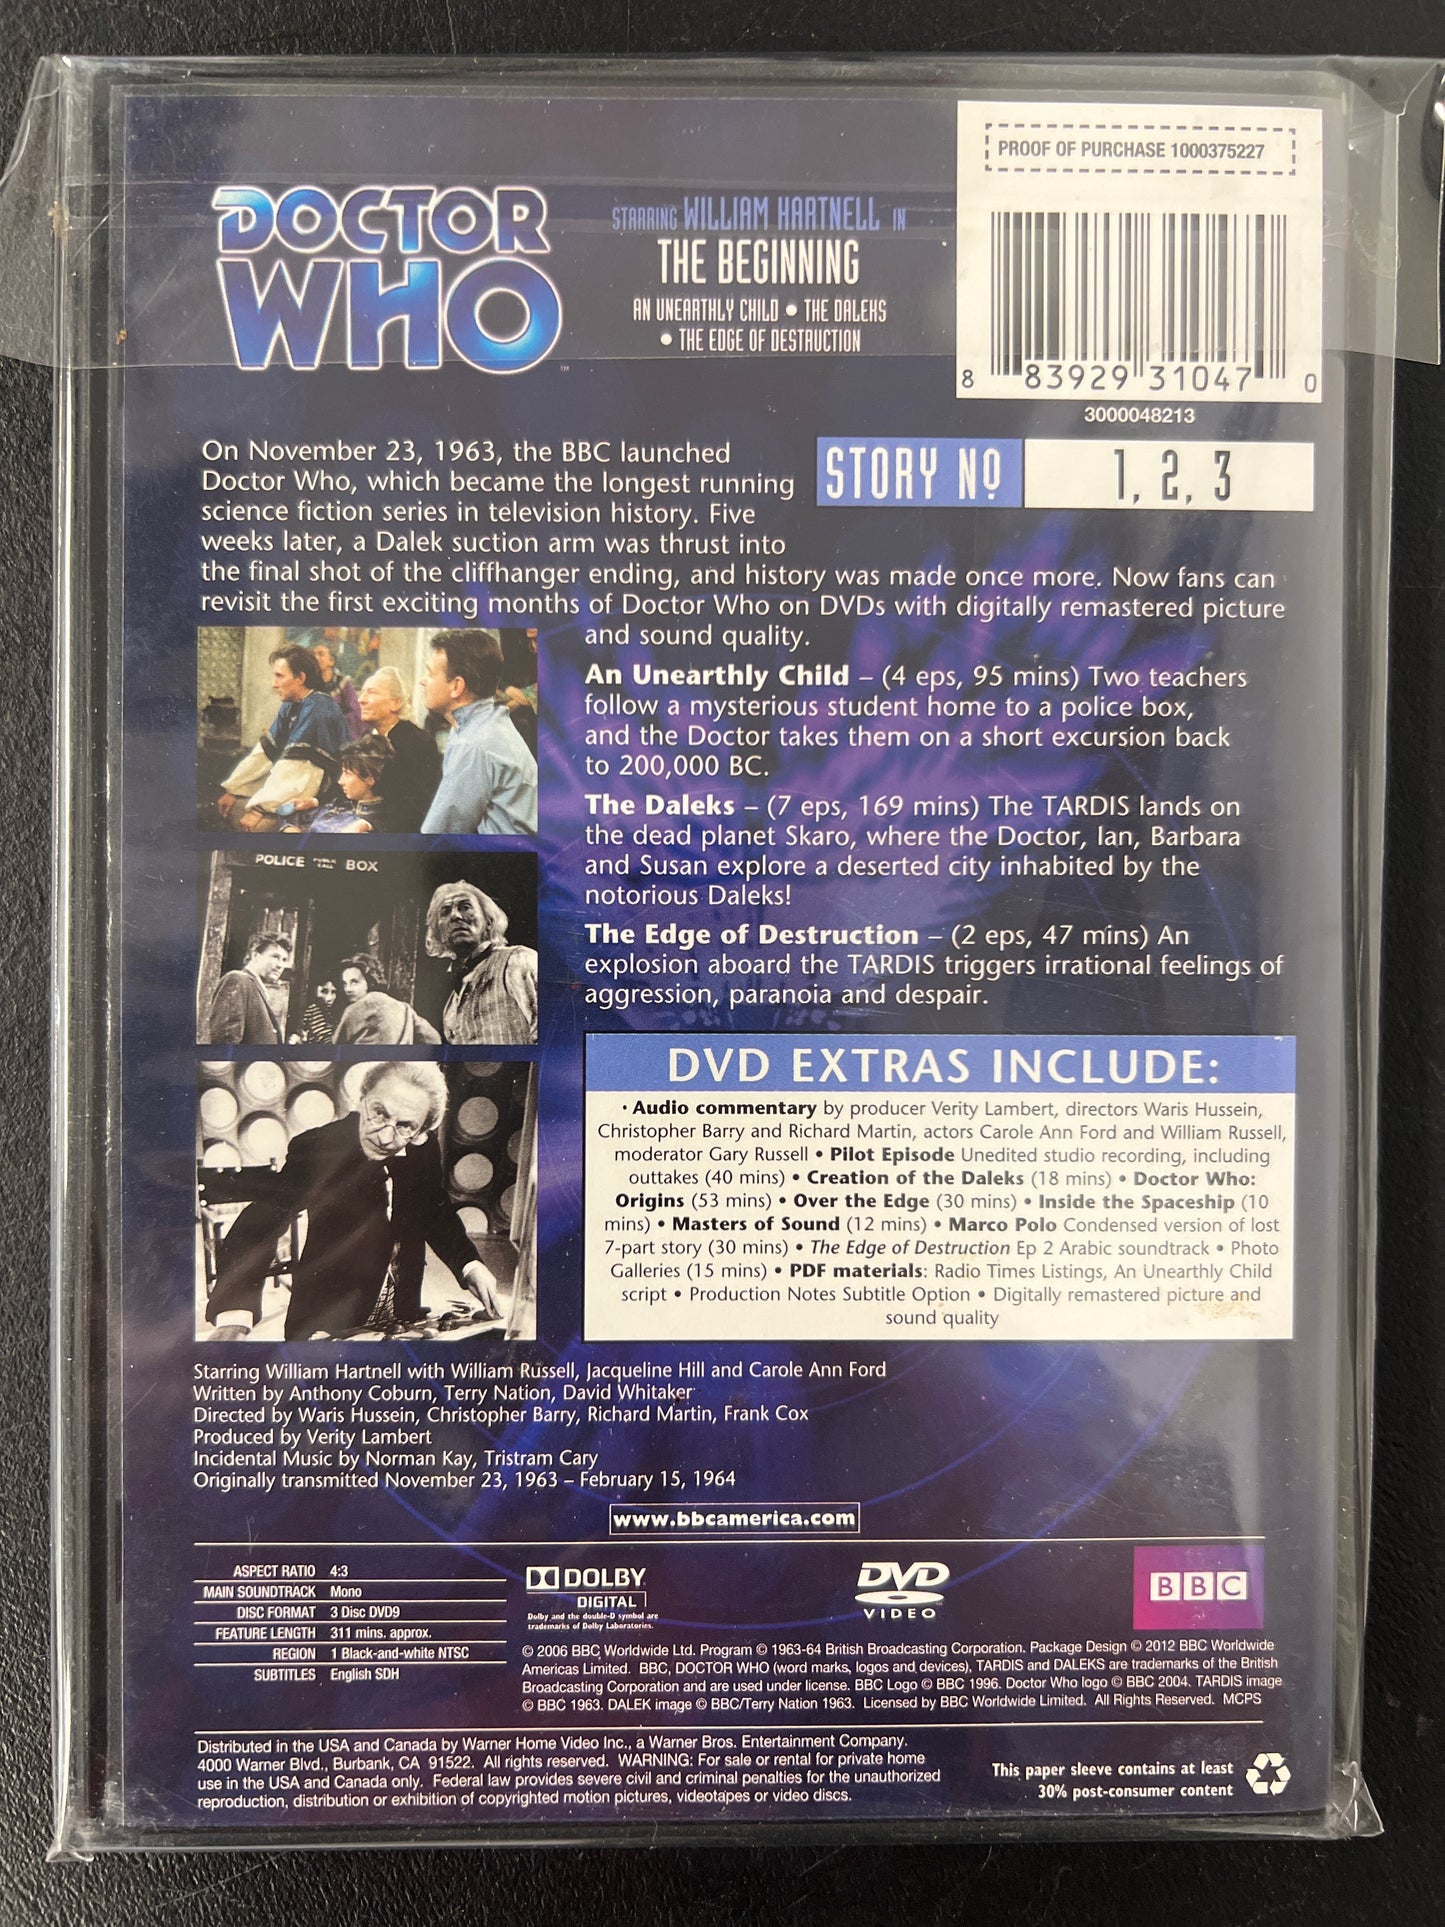 PROOF OF PURCHASE 1000375227
DOCTOR
WHO
™
STARRING WILLIAM HARTNELL IN
THE BEGINNING
AN UNEARTHLY CHILD • THE DALEKS
• THE EDGE OF DESTRUCTION
8 83929 31047 0
3000048213
STORY Nº 1, 2, 3
On November 23, 1963, the BBC launched
Doctor Who, which became the longest running
science fiction series in television history. Five
weeks later, a Dalek suction arm was thrust into
the final shot of the cliffhanger ending, and history was made once more. Now fans can
revisit the first exciting months of Doctor Who on DVDs with digitally remastered picture
and sound quality.
An Unearthly Child – (4 eps, 95 mins) Two teachers
follow a mysterious student home to a police box,
and the Doctor takes them on a short excursion back
to 200,000 BC.
The Daleks – (7 eps, 169 mins) The TARDIS lands on
the dead planet Skaro, where the Doctor, Ian, Barbara
and Susan explore a deserted city inhabited by the
notorious Daleks!
The Edge of Destruction – (2 eps, 47 mins) An
explosion aboard the TARDIS triggers irrational feelings of
aggression, paranoia and despair.
POLICE PUBLIC CALL BOX
DVD EXTRAS INCLUDE:
• Audio commentary by producer Verity Lambert, directors Waris Hussein,
Christopher Barry and Richard Martin, actors Carole Ann Ford and William Russell,
moderator Gary Russell • Pilot Episode Unedited studio recording, including
outtakes (40 mins) • Creation of the Daleks (18 mins) • Doctor Who:
Origins (53 mins) • Over the Edge (30 mins) • Inside the Spaceship (10
mins) • Masters of Sound (12 mins) • Marco Polo Condensed version of lost
7-part story (30 mins) • The Edge of Destruction Ep 2 Arabic soundtrack • Photo
Galleries (15 mins) • PDF materials: Radio Times Listings, An Unearthly Child
script • Production Notes Subtitle Option • Digitally remastered picture and
sound quality
Starring William Hartnell with William Russell, Jacqueline Hill and Carole Ann Ford
Written by Anthony Coburn, Terry Nation, David Whitaker
Directed by Waris Hussein, Christopher Barry, Richard Martin, Frank Cox
Produced by Verity Lambert
Incidental Music by Norman Kay, Tristram Cary
Originally transmitted November 23, 1963 – February 15, 1964
www.bbcamerica.com
ASPECT RATIO 4:3
MAIN SOUNDTRACK Mono
DISC FORMAT 3 Disc DVD9
FEATURE LENGTH 311 mins. approx.
REGION 1 Black-and-white NTSC
SUBTITLES English SDH
DOLBY
DIGITAL
Dolby and the double-D symbol are
trademarks of Dolby Laboratories.
DVD
VIDEO
BBC
© 2006 BBC Worldwide Ltd. Program © 1963-64 British Broadcasting Corporation. Package Design © 2012 BBC Worldwide
Americas Limited. BBC, DOCTOR WHO (word marks, logos and devices), TARDIS and DALEKS are trademarks of the British
Broadcasting Corporation and are used under license. BBC Logo © BBC 1996. Doctor Who logo © BBC 2004. TARDIS image
© BBC 1963. DALEK image © BBC/Terry Nation 1963. Licensed by BBC Worldwide Limited. All Rights Reserved. MCPS
Distributed in the USA and Canada by Warner Home Video Inc., a Warner Bros. Entertainment Company.
4000 Warner Blvd., Burbank, CA 91522. All rights reserved. WARNING: For sale or rental for private home
use in the USA and Canada only. Federal law provides severe civil and criminal penalties for the unauthorized
reproduction, distribution or exhibition of copyrighted motion pictures, videotapes or video discs.
This paper sleeve contains at least
30% post-consumer content